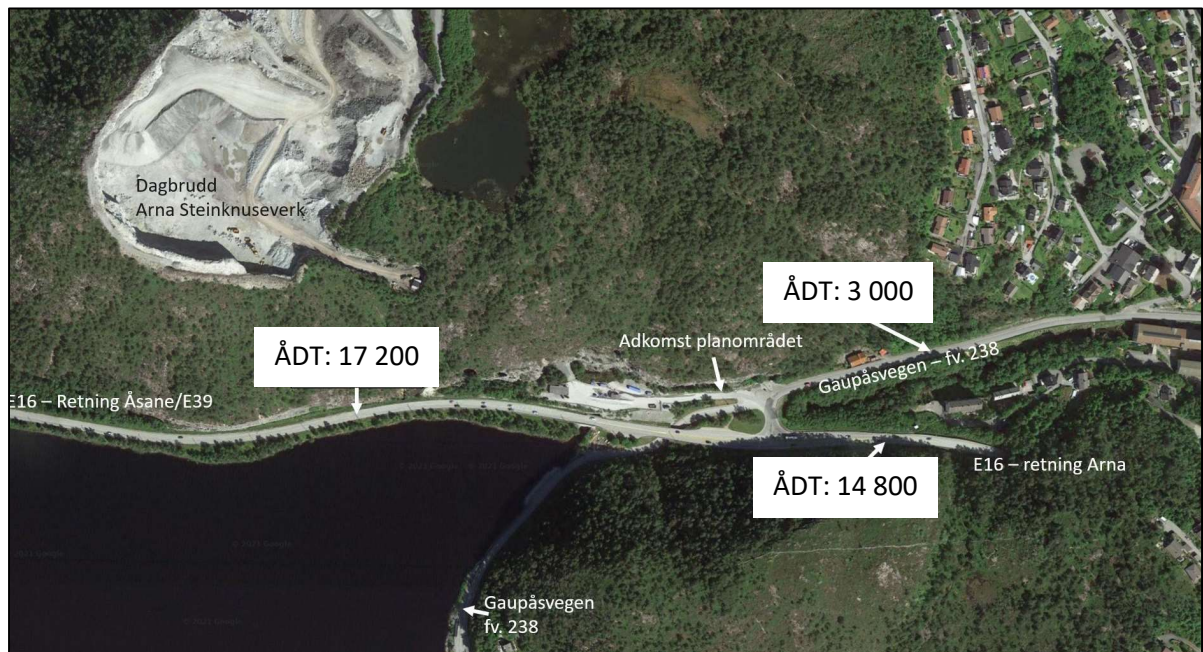 Dagbrudd
Arna Steinknuseverk
ÅDT: 3 000
ÅDT: 17 200
Adkomst planområdet
Gaupåsvegen – fv. 238
E16 – Retning Åsane/E39
E16 – retning Arna
ÅDT: 14 800
Gaupåsvegen
fv. 238